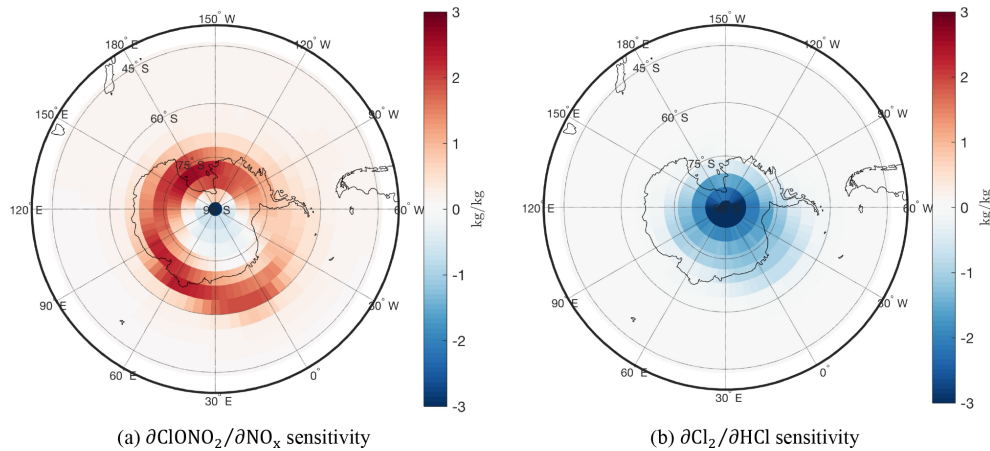 150° W
180° E
120° W
45° S
150° E
60° S
90° W
75° S
120° E
60° W
90° E
30° W
60° E
0°
30° E
3
2
1
0
-1
-2
-3
kg/kg
(a) ∂ClONO₂/∂NOₓ sensitivity
150° W
180° E
120° W
45° S
150° E
60° S
90° W
75° S
120° E
60° W
90° E
30° W
60° E
0°
30° E
3
2
1
0
-1
-2
-3
kg/kg
(b) ∂Cl₂/∂HCl sensitivity